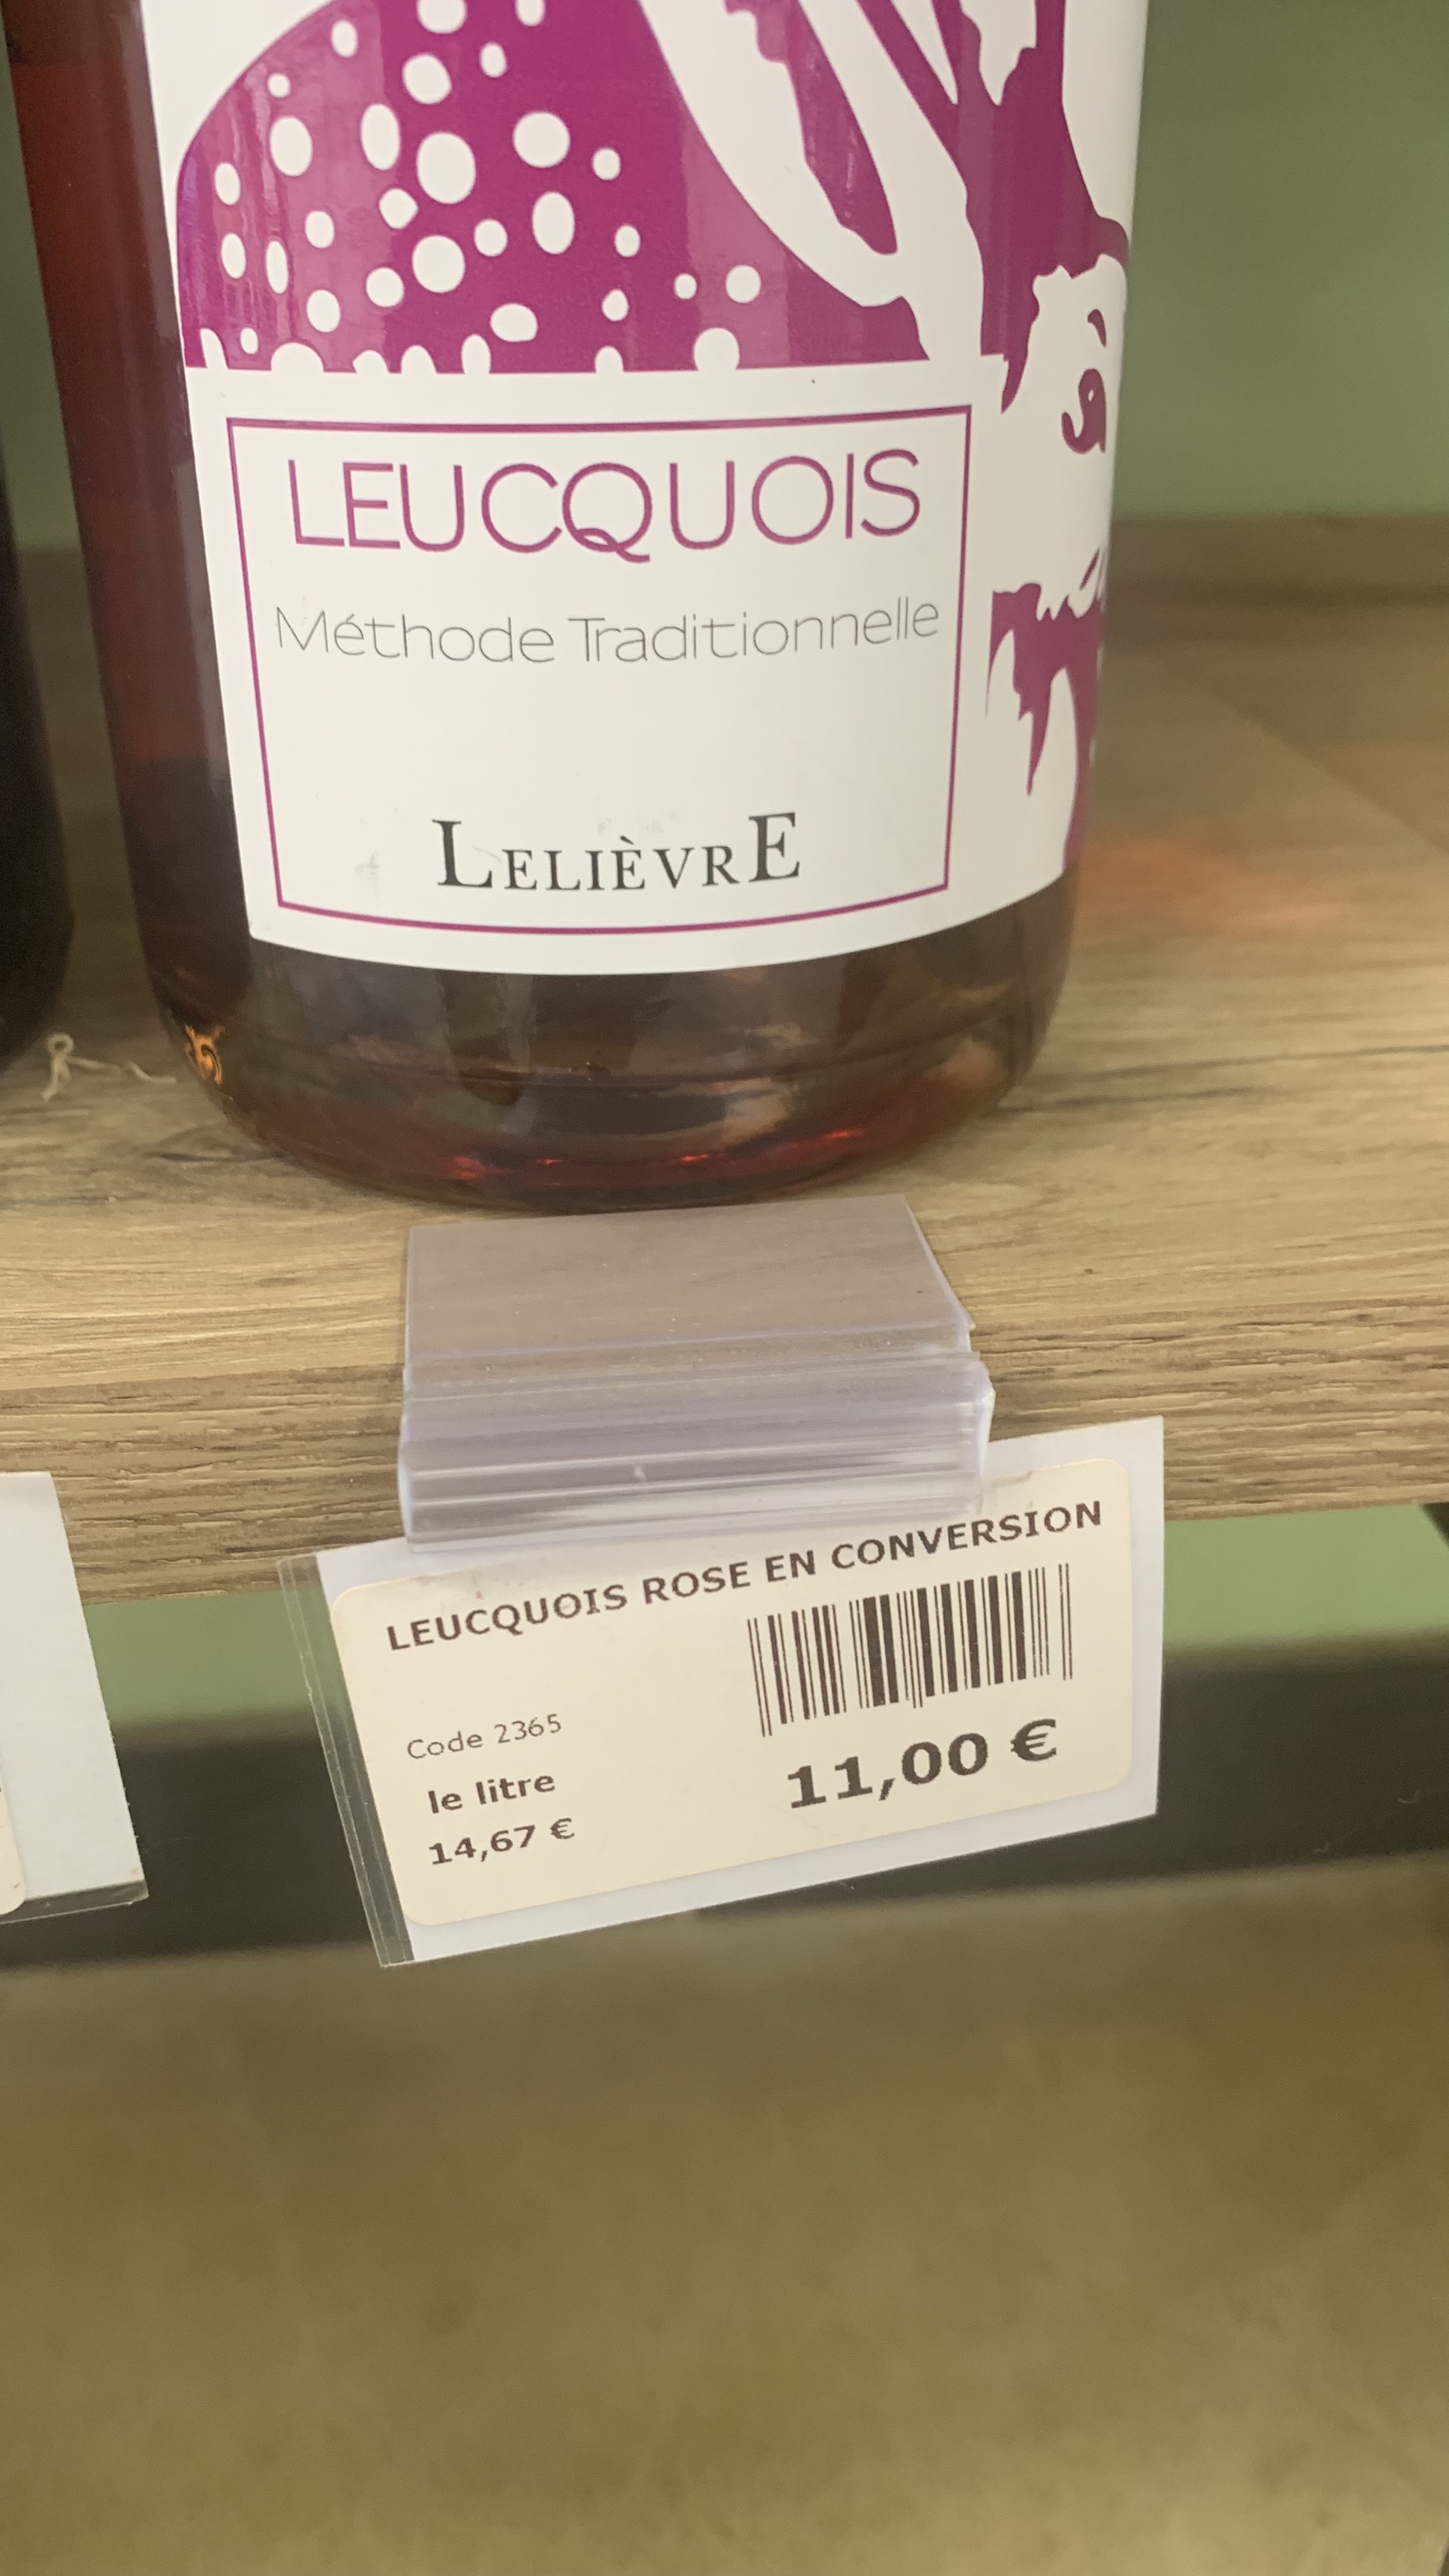 LEUCQUOIS
Méthode Traditionnelle
LELIÈVRE
LEUCQUOIS ROSE EN CONVERSION
Code 2365
le litre
14,67 €
11,00 €